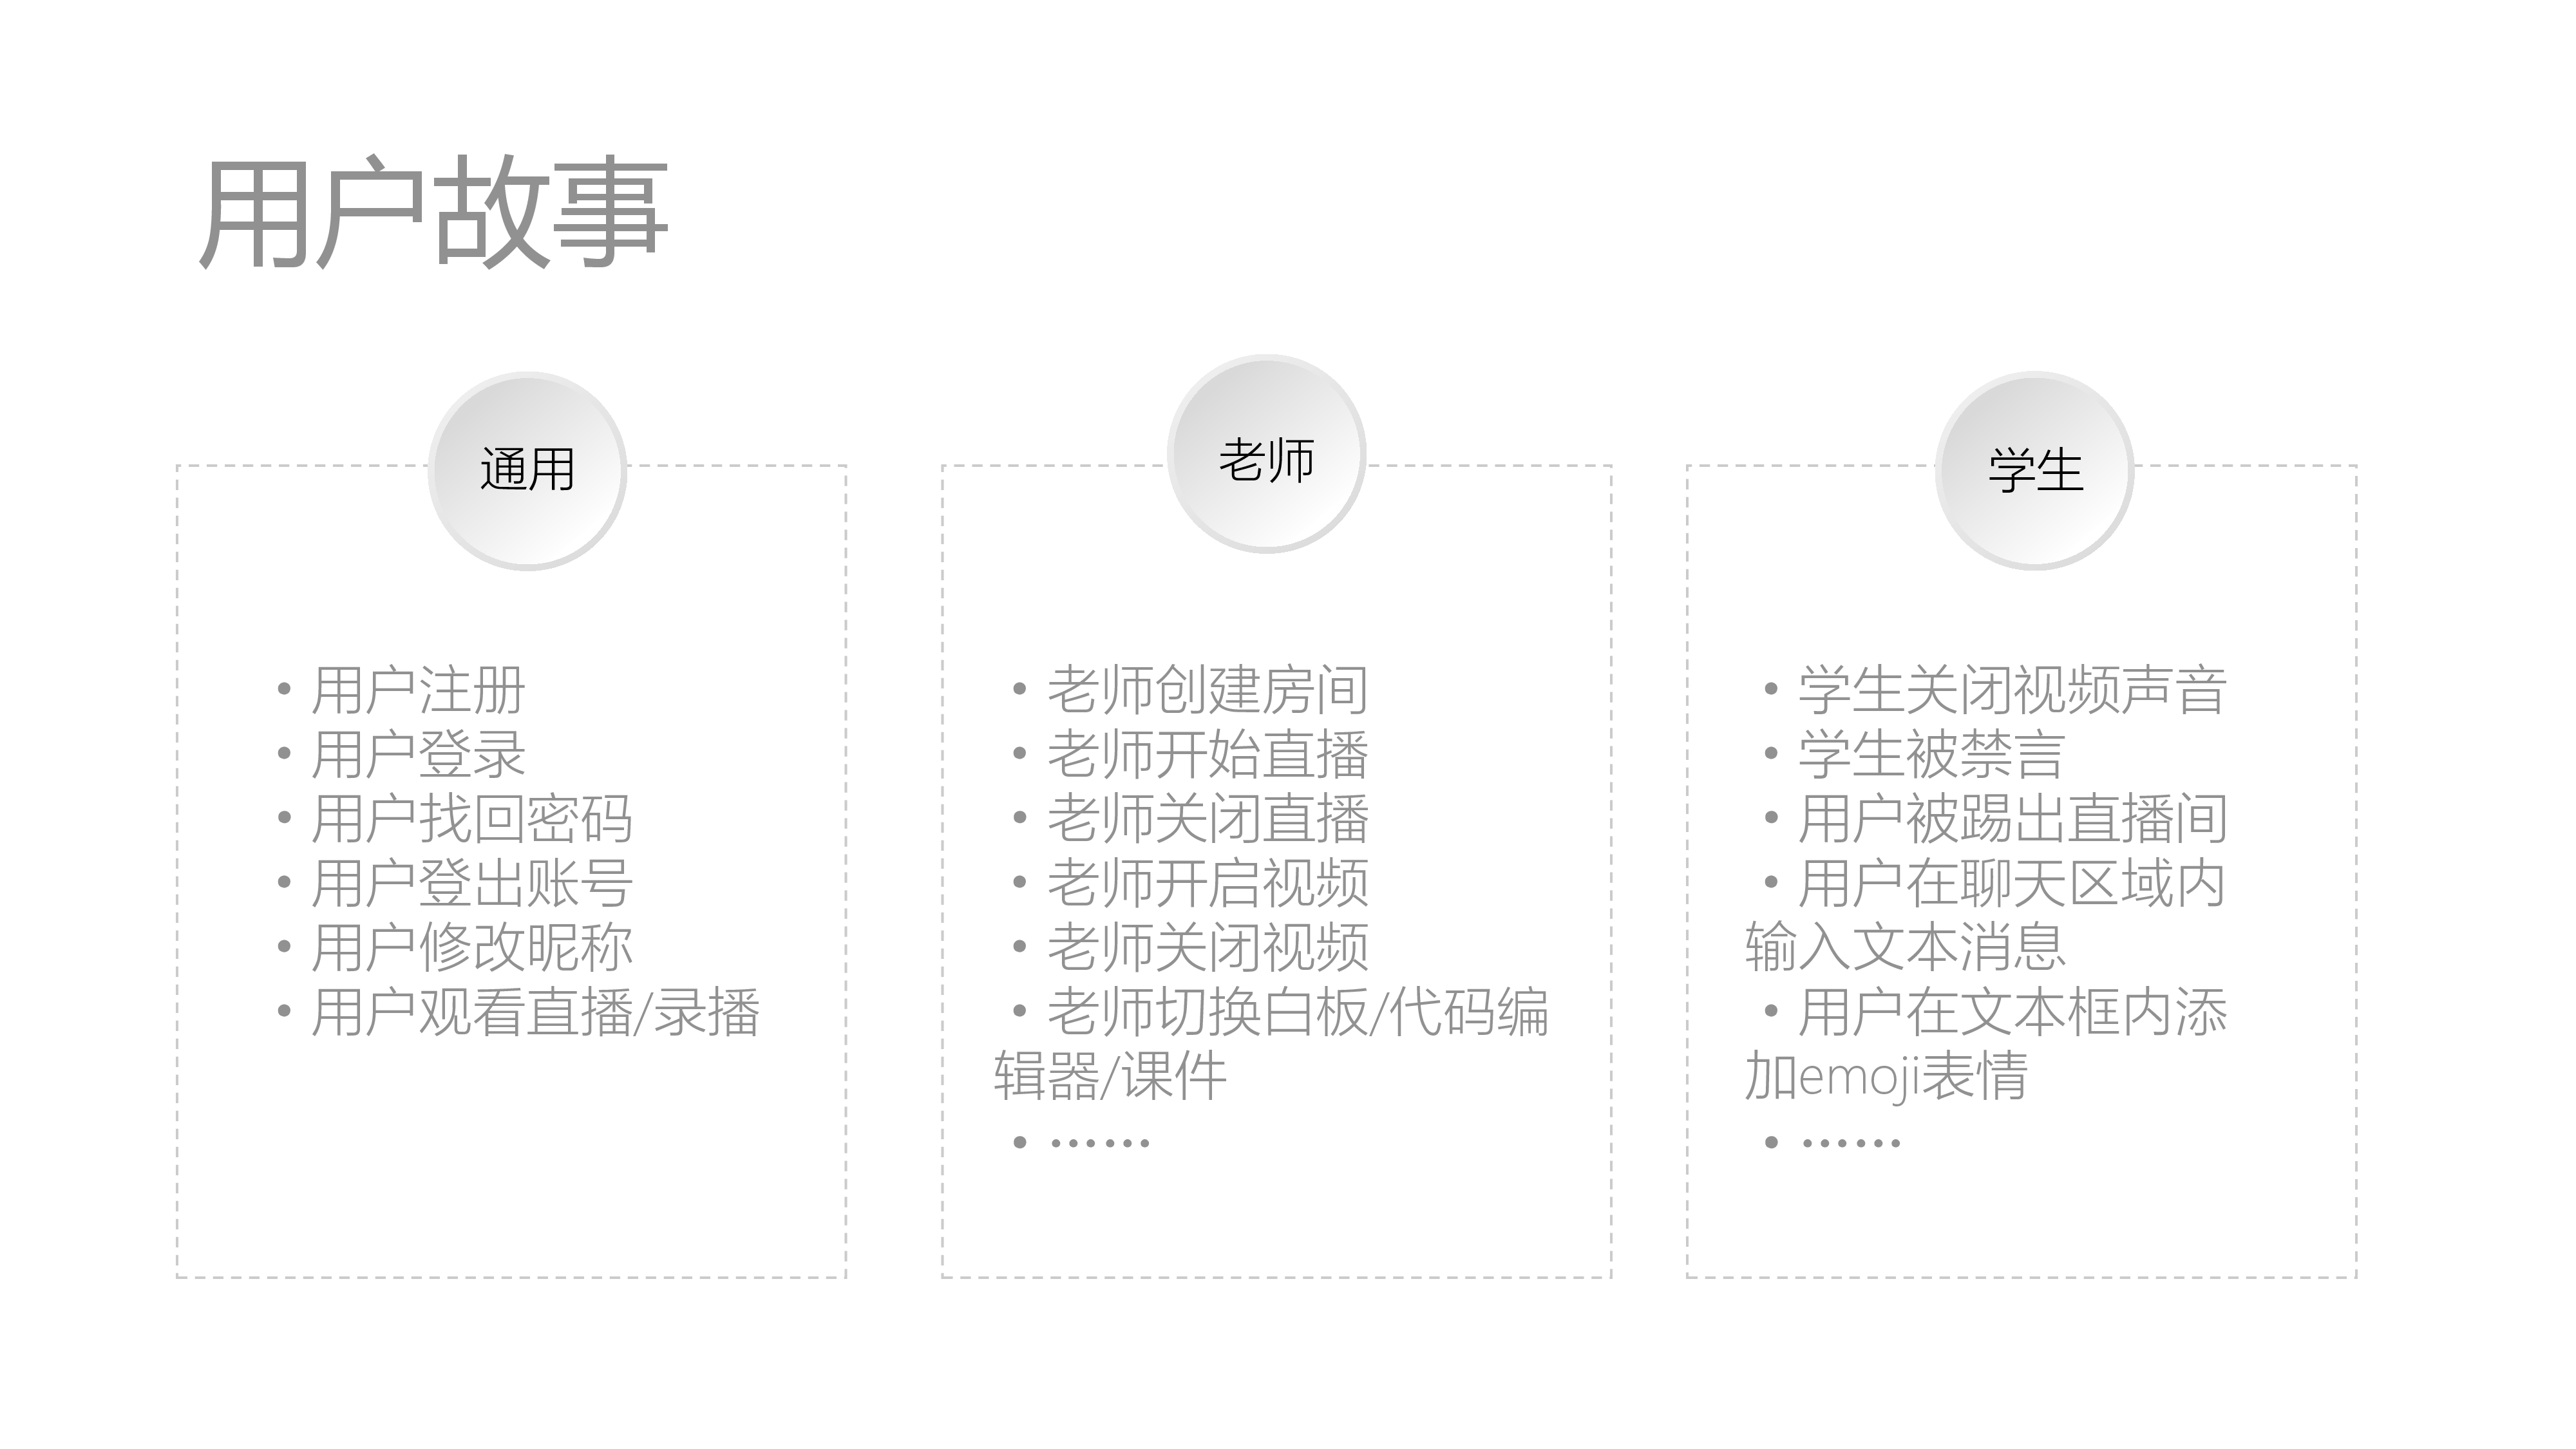 用户故事
通用
• 用户注册
• 用户登录
• 用户找回密码
• 用户登出账号
• 用户修改昵称
• 用户观看直播/录播
老师
• 老师创建房间
• 老师开始直播
• 老师关闭直播
• 老师开启视频
• 老师关闭视频
• 老师切换白板/代码编
辑器/课件
• ……
学生
• 学生关闭视频声音
• 学生被禁言
• 用户被踢出直播间
• 用户在聊天区域内
输入文本消息
• 用户在文本框内添
加emoji表情
• ……